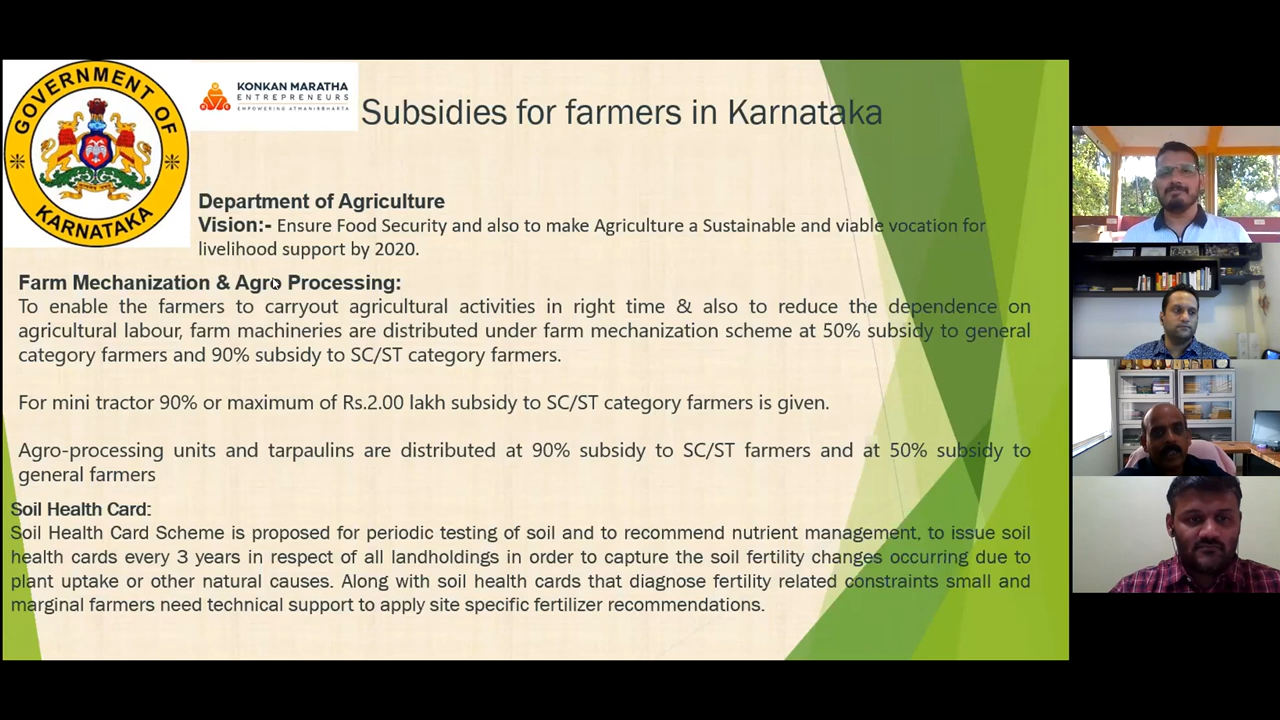 GOVERNMENT OF
KARNATAKA
KONKAN MARATHA
ENTREPRENEURS
EMPOWERING ATMANIRBHARTA
Subsidies for farmers in Karnataka
Department of Agriculture
Vision:- Ensure Food Security and also to make Agriculture a Sustainable and viable vocation for
livelihood support by 2020.
Farm Mechanization & Agro Processing:
To enable the farmers to carryout agricultural activities in right time & also to reduce the dependence on
agricultural labour, farm machineries are distributed under farm mechanization scheme at 50% subsidy to general
category farmers and 90% subsidy to SC/ST category farmers.
For mini tractor 90% or maximum of Rs.2.00 lakh subsidy to SC/ST category farmers is given.
Agro-processing units and tarpaulins are distributed at 90% subsidy to SC/ST farmers and at 50% subsidy to
general farmers
Soil Health Card:
Soil Health Card Scheme is proposed for periodic testing of soil and to recommend nutrient management, to issue soil
health cards every 3 years in respect of all landholdings in order to capture the soil fertility changes occurring due to
plant uptake or other natural causes. Along with soil health cards that diagnose fertility related constraints small and
marginal farmers need technical support to apply site specific fertilizer recommendations.